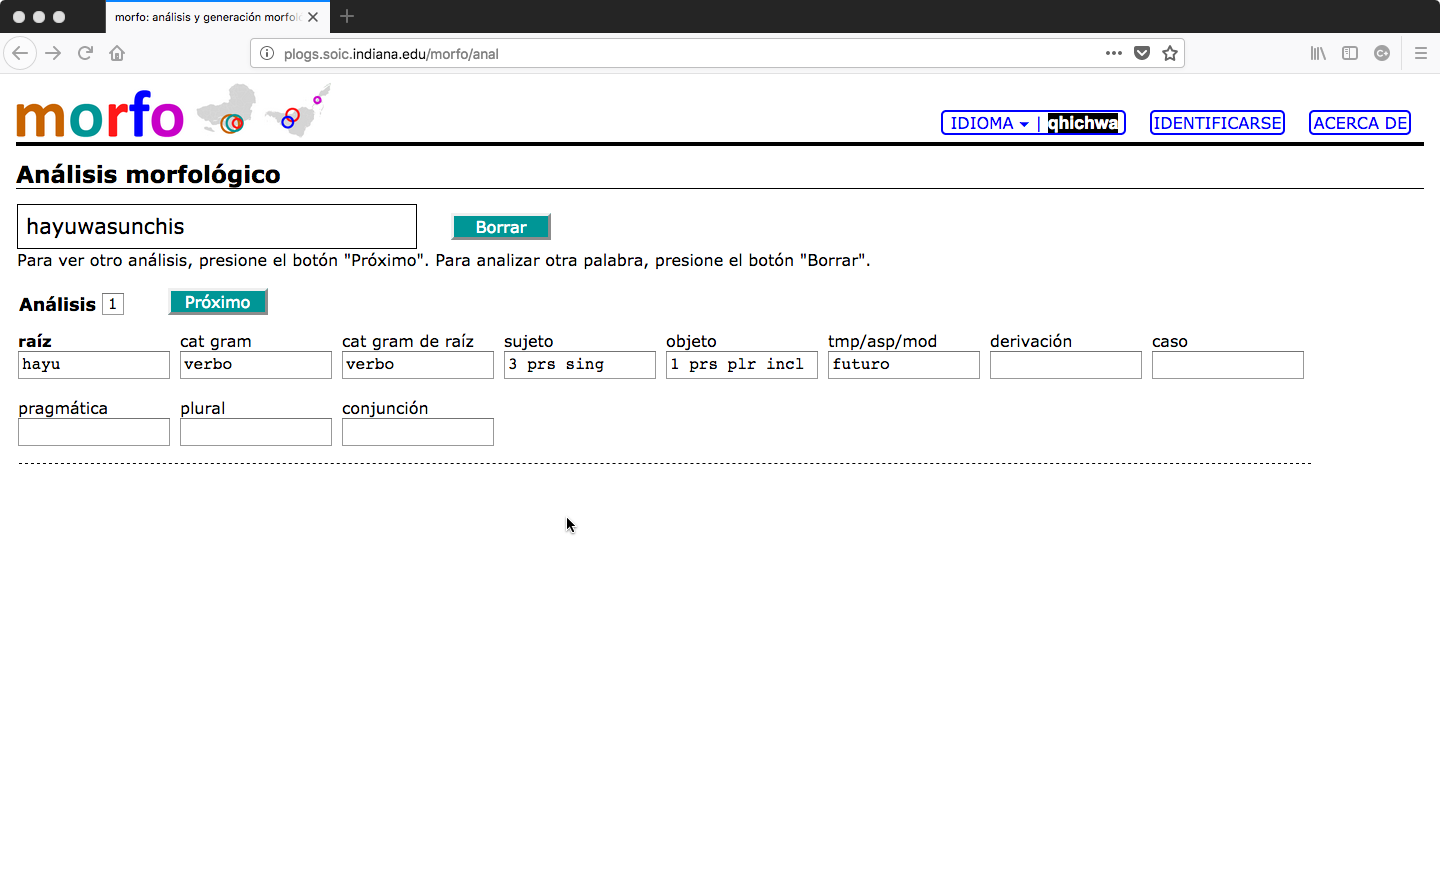 morfo: análisis y generación morfol
plogs.soic.indiana.edu/morfo/anal
morfo
IDIOMA | qhichwa IDENTIFICARSE ACERCA DE
Análisis morfológico
hayuwasunchis Borrar
Para ver otro análisis, presione el botón "Próximo". Para analizar otra palabra, presione el botón "Borrar".
Análisis 1 Próximo
raíz cat gram cat gram de raíz sujeto objeto tmp/asp/mod derivación caso
hayu verbo verbo 3 prs sing 1 prs plr incl futuro
pragmática plural conjunción